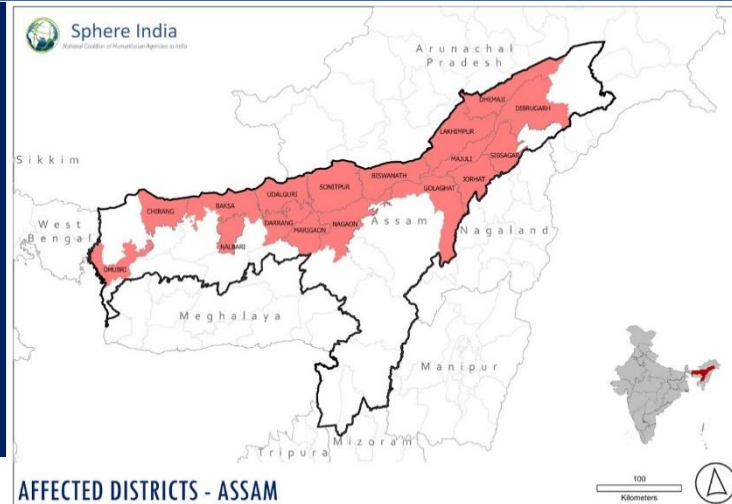 Sphere India
National Coalition of Humanitarian Agencies in India
Arunachal
Pradesh
DHEMAJI
DIBRUGARH
LAKHIMPUR
MAJULI
SIBSAGAR
Sikkim
BISWANATH
JORHAT
SONITPUR
GOLAGHAT
UDALGURI
BAKSA
CHIRANG
West
Bengal
DARRANG
NAGAON
Assam
MARIGAON
Nagaland
NALBARI
DHUBRI
Meghalaya
Manipur
Mizoram
Tripura
100
Kilometers
AFFECTED DISTRICTS - ASSAM